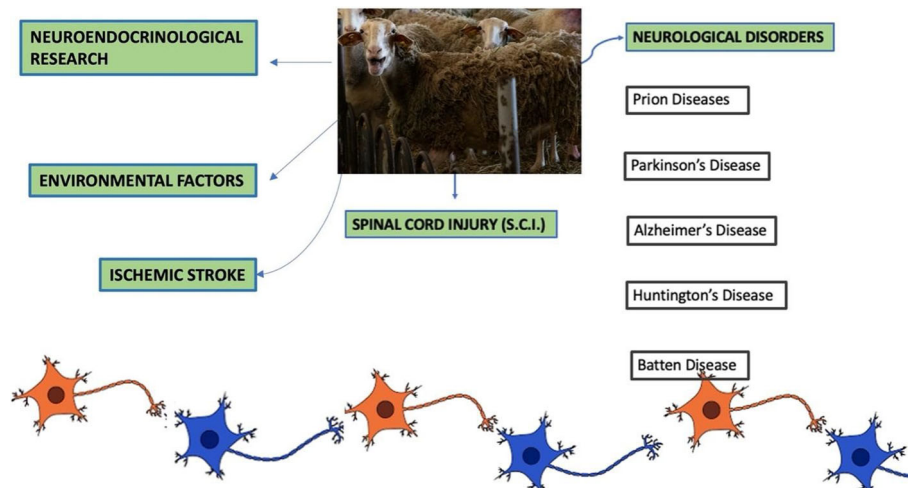 NEUROENDOCRINOLOGICAL
RESEARCH
ENVIRONMENTAL FACTORS
ISCHEMIC STROKE
SPINAL CORD INJURY (S.C.I.)
NEUROLOGICAL DISORDERS
Prion Diseases
Parkinson's Disease
Alzheimer's Disease
Huntington's Disease
Batten Disease